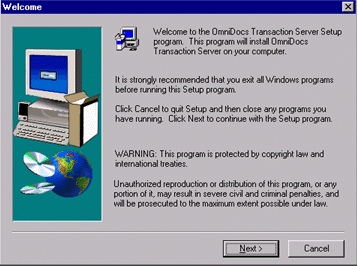 Welcome
Welcome to the OmniDocs Transaction Server Setup
program. This program will install OmniDocs
Transaction Server on your computer.
It is strongly recommended that you exit all Windows programs
before running this Setup program.
Click Cancel to quit Setup and then close any programs you
have running. Click Next to continue with the Setup program.
WARNING: This program is protected by copyright law and
international treaties.
Unauthorized reproduction or distribution of this program, or any
portion of it, may result in severe civil and criminal penalties, and
will be prosecuted to the maximum extent possible under law.
Next >
Cancel